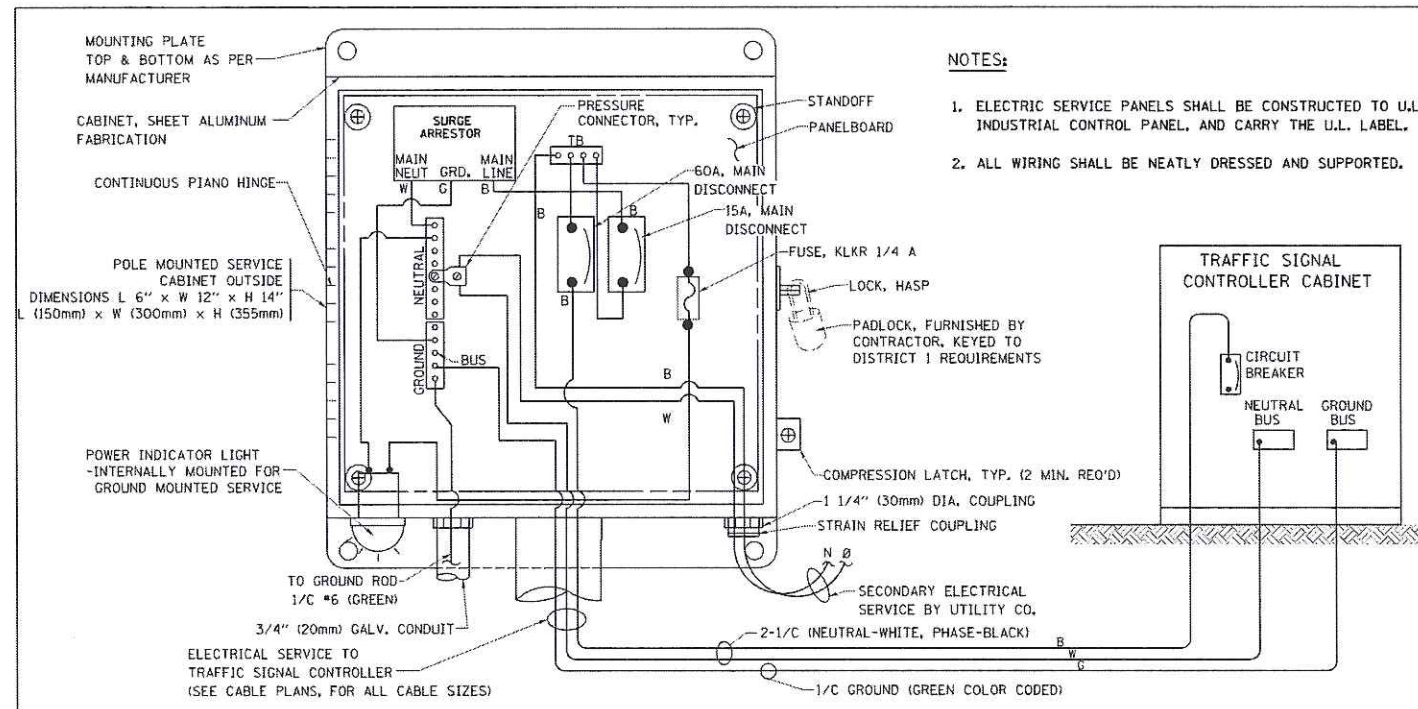 MOUNTING PLATE
TOP & BOTTOM AS PER
MANUFACTURER
CABINET, SHEET ALUMINUM
FABRICATION
CONTINUOUS PIANO HINGE
POLE MOUNTED SERVICE
CABINET OUTSIDE
DIMENSIONS L 6" x W 12" x H 14"
L (150mm) x W (300mm) x H (355mm)
POWER INDICATOR LIGHT
-INTERNALLY MOUNTED FOR
GROUND MOUNTED SERVICE
SURGE
ARRESTOR
MAIN
NEUT
GRD.
MAIN
LINE
W
G
B
PRESSURE
CONNECTOR, TYP.
TB
STANDOFF
PANELBOARD
60A, MAIN
DISCONNECT
15A, MAIN
DISCONNECT
B
B
B
FUSE, KLKR 1/4 A
LOCK, HASP
PADLOCK, FURNISHED BY
CONTRACTOR, KEYED TO
DISTRICT 1 REQUIREMENTS
NEUTRAL
GROUND
BUS
B
W
COMPRESSION LATCH, TYP. (2 MIN. REQ'D)
1 1/4" (30mm) DIA. COUPLING
STRAIN RELIEF COUPLING
N Ø
SECONDARY ELECTRICAL
SERVICE BY UTILITY CO.
TO GROUND ROD
1/C #6 (GREEN)
3/4" (20mm) GALV. CONDUIT
ELECTRICAL SERVICE TO
TRAFFIC SIGNAL CONTROLLER
(SEE CABLE PLANS, FOR ALL CABLE SIZES)
2-1/C (NEUTRAL-WHITE, PHASE-BLACK)
B
W
G
1/C GROUND (GREEN COLOR CODED)
NOTES:
1. ELECTRIC SERVICE PANELS SHALL BE CONSTRUCTED TO U.L
INDUSTRIAL CONTROL PANEL, AND CARRY THE U.L. LABEL.
2. ALL WIRING SHALL BE NEATLY DRESSED AND SUPPORTED.
TRAFFIC SIGNAL
CONTROLLER CABINET
CIRCUIT
BREAKER
NEUTRAL
BUS
GROUND
BUS